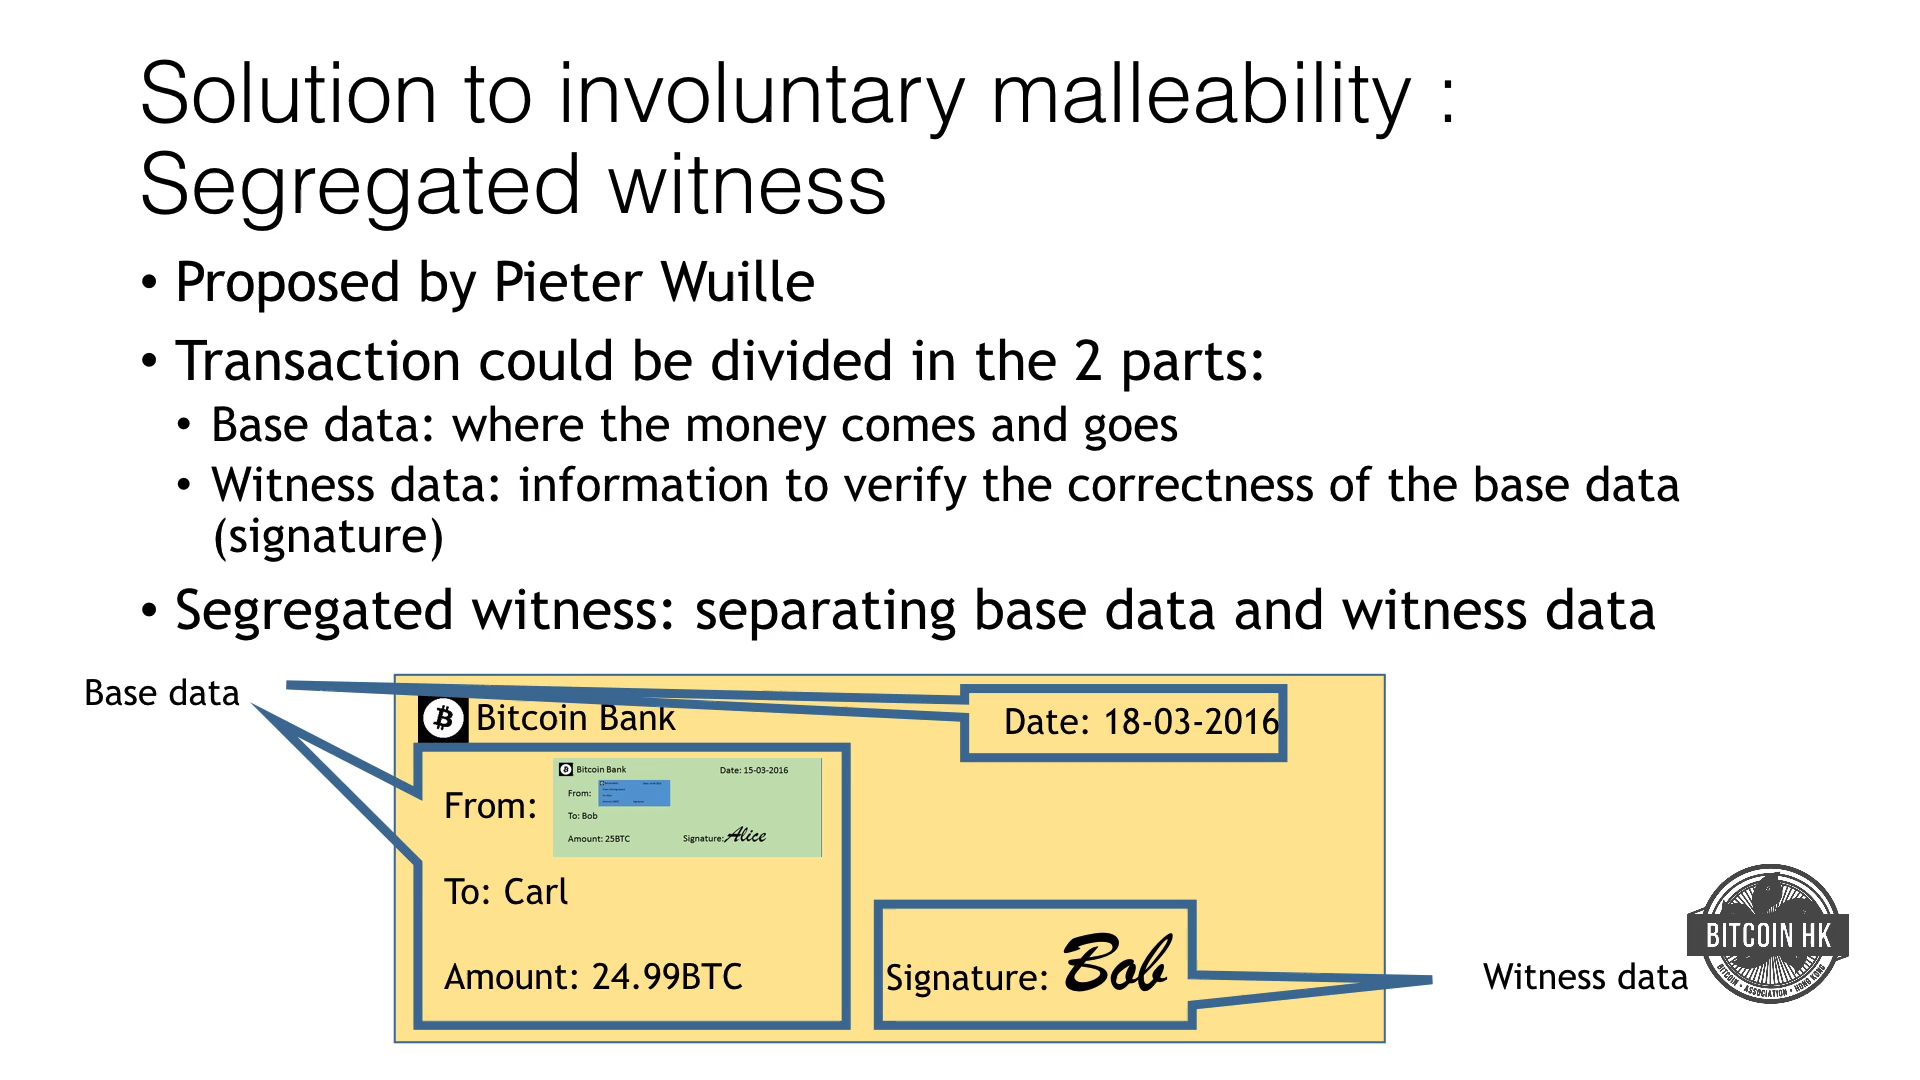 Solution to involuntary malleability :
Segregated witness
• Proposed by Pieter Wuille
• Transaction could be divided in the 2 parts:
• Base data: where the money comes and goes
• Witness data: information to verify the correctness of the base data
(signature)
• Segregated witness: separating base data and witness data
Base data
Bitcoin Bank
Date: 18-03-2016
From:
Bitcoin Bank
Date: 15-03-2016
From:
To: Bob
Amount: 25BTC
Signature: Alice
To: Carl
Amount: 24.99BTC
Signature: Bob
Witness data
BITCOIN HK
BITCOIN • ASSOCIATION • HONG KONG